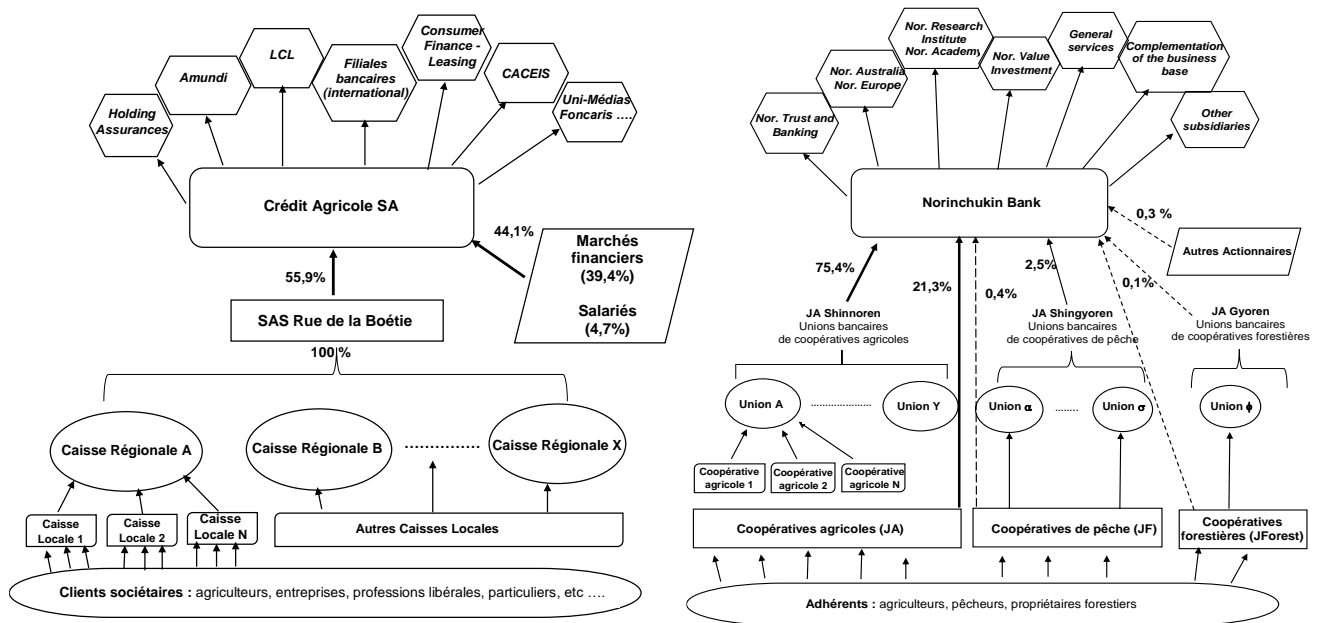 Holding
Assurances
Amundi
LCL
Filiales
bancaires
(international)
Consumer
Finance -
Leasing
CACEIS
Uni-Médias
Foncaris ....
Crédit Agricole SA
55,9%
44,1%
Marchés
financiers
(39,4%)
Salariés
(4,7%)
SAS Rue de la Boétie
100 %
Caisse Régionale A
Caisse Régionale B
...............
Caisse Régionale X
Caisse
Locale 1
Caisse
Locale 2
Caisse
Locale N
Autres Caisses Locales
Clients sociétaires : agriculteurs, entreprises, professions libérales, particuliers, etc ....
Nor. Trust and
Banking
Nor. Australia
Nor. Europe
Nor. Research
Institute
Nor. Academy
Nor. Value
Investment
General
services
Complementation
of the business
base
Other
subsidiaries
Norinchukin Bank
0,3 %
Autres Actionnaires
75,4%
21,3%
0,4%
2,5%
0,1%
JA Shinnoren
Unions bancaires
de coopératives agricoles
JA Shingyoren
Unions bancaires
de coopératives de pêche
JA Gyoren
Unions bancaires
de coopératives forestières
Union A
....................
Union Y
Union α
........
Union σ
Union ϕ
Coopérative
agricole 1
Coopérative
agricole 2
Coopérative
agricole N
Coopératives agricoles (JA)
Coopératives de pêche (JF)
Coopératives
forestières (JForest)
Adhérents : agriculteurs, pêcheurs, propriétaires forestiers